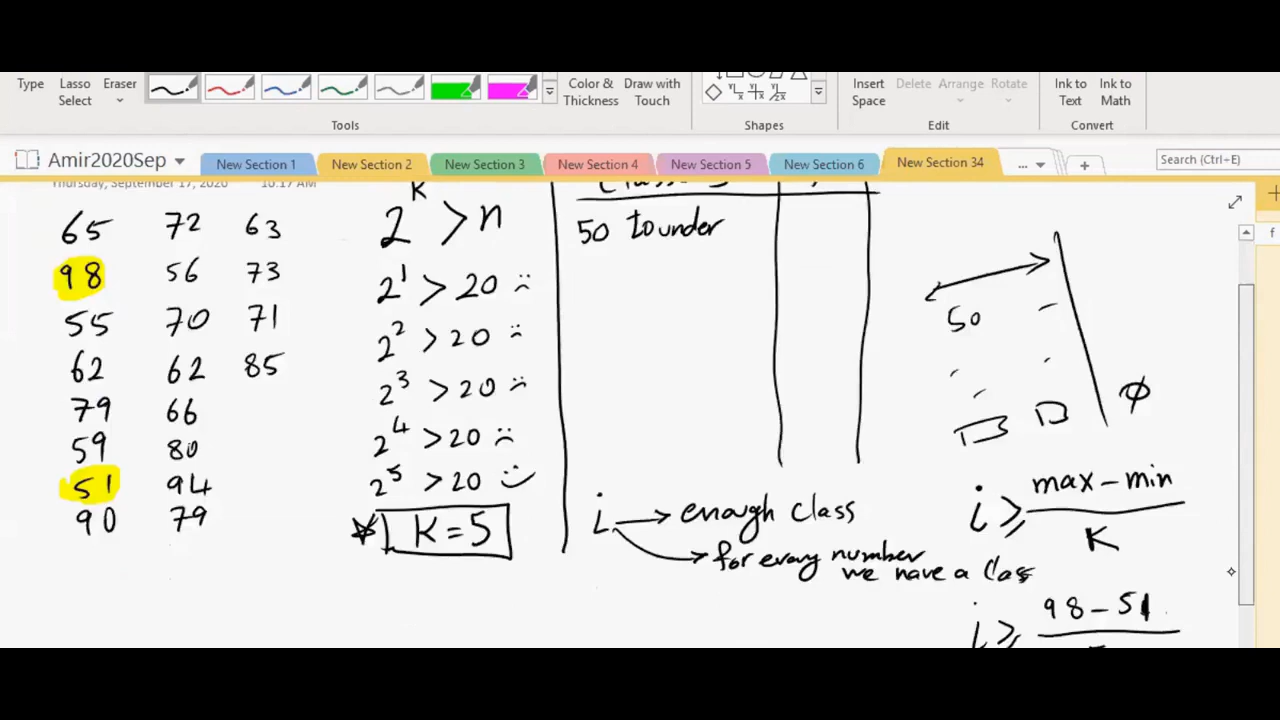 Type
Lasso Select
Eraser
Color & Thickness
Draw with Touch
Insert Space
Delete
Arrange
Rotate
Ink to Text
Ink to Math
Tools
Shapes
Edit
Convert
Amir2020Sep
New Section 1
New Section 2
New Section 3
New Section 4
New Section 5
New Section 6
New Section 34
...
+
Search (Ctrl+E)
Thursday, September 17, 2020 10:17 AM
65 72 63
98 56 73
55 70 71
62 62 85
79 66
59 80
51 94
90 79
2^K > n
2^1 > 20 :(
2^2 > 20 :(
2^3 > 20 :(
2^4 > 20 :(
2^5 > 20 :)
K = 5
50 to under
i → enough class
→ for every number
we have a class
50
φ
i ≥ (max - min) / K
i ≥ 98 - 51